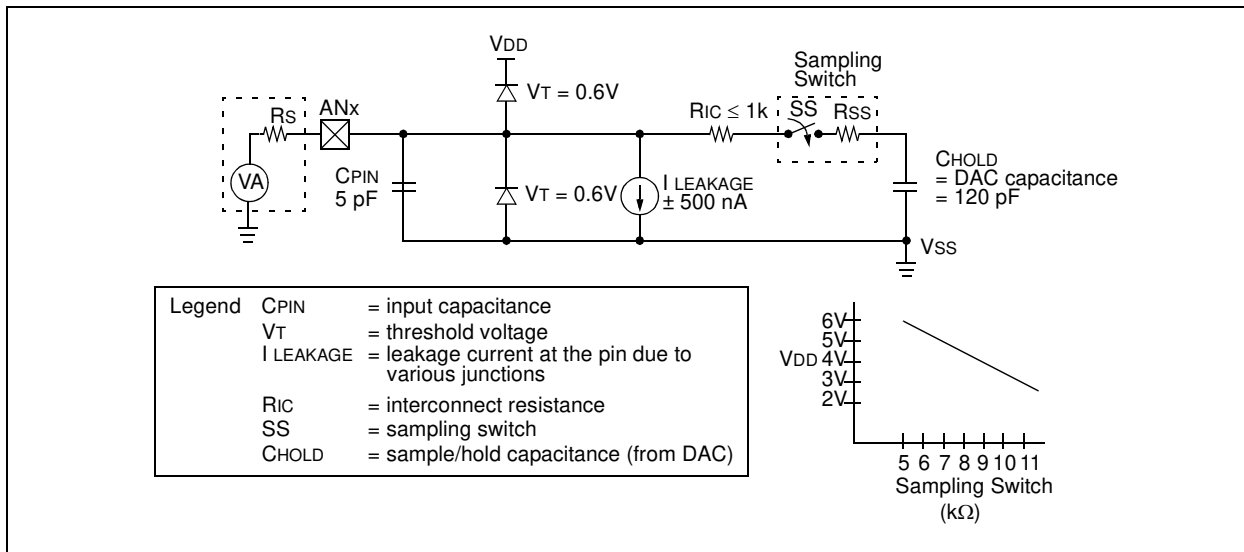 VDD
Sampling
Switch
VT = 0.6V
RS
ANx
RIC ≤ 1k
SS
RSS
CPIN
5 pF
VA
VT = 0.6V
I LEAKAGE
± 500 nA
CHOLD
= DAC capacitance
= 120 pF
VSS
Legend CPIN = input capacitance
VT = threshold voltage
I LEAKAGE = leakage current at the pin due to
various junctions
RIC = interconnect resistance
SS = sampling switch
CHOLD = sample/hold capacitance (from DAC)
6V
5V
VDD 4V
3V
2V
5 6 7 8 9 10 11
Sampling Switch
(kΩ)